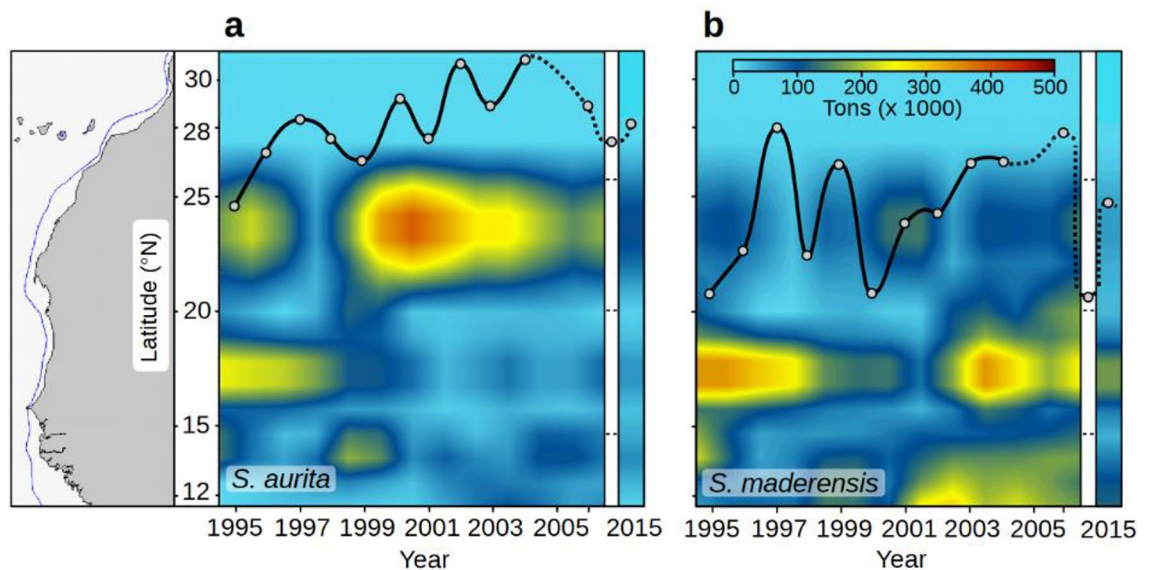 a
b
30
28
25
20
15
12
Latitude (°N)
0 100 200 300 400 500
Tons (x 1000)
S. aurita
S. maderensis
1995 1997 1999 2001 2003 2005 2015
Year
1995 1997 1999 2001 2003 2005 2015
Year